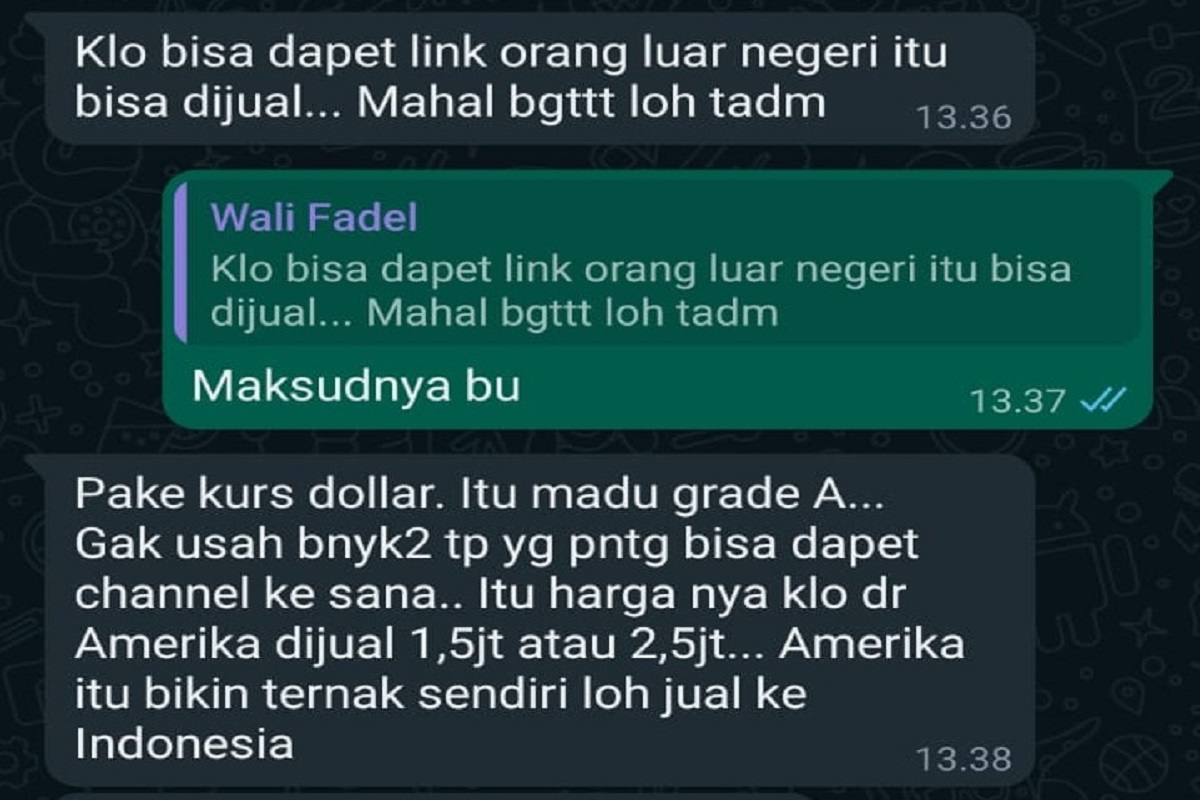 Klo bisa dapet link orang luar negeri itu
bisa dijual... Mahal bgttt loh tadm
13.36
Wali Fadel
Klo bisa dapet link orang luar negeri itu bisa
dijual... Mahal bgttt loh tadm
Maksudnya bu
13.37
Pake kurs dollar. Itu madu grade A...
Gak usah bnyk2 tp yg pntg bisa dapet
channel ke sana.. Itu harga nya klo dr
Amerika dijual 1,5jt atau 2,5jt... Amerika
itu bikin ternak sendiri loh jual ke
Indonesia
13.38